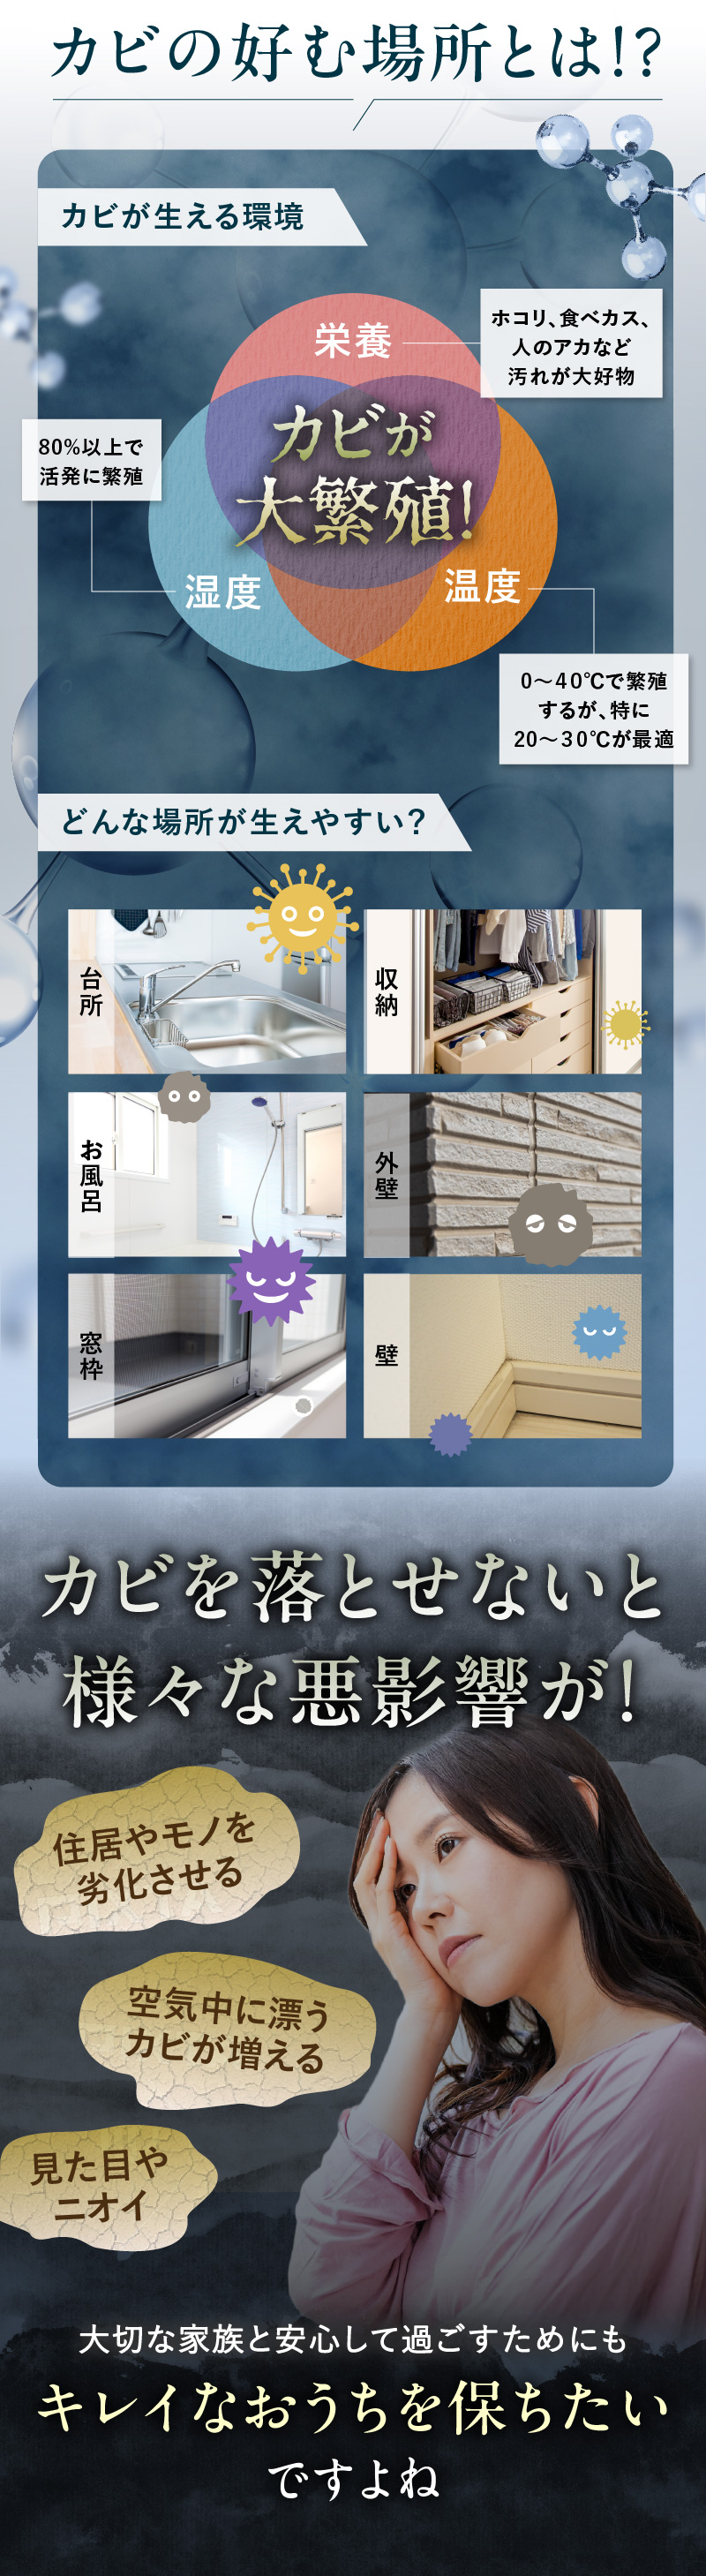 カビの好む場所とは!?
カビが生える環境
栄養
ホコリ、食べカス、
人のアカなど
汚れが大好物
カビが
大繁殖!
80%以上で
活発に繁殖
湿度
温度
0〜40℃で繁殖
するが、特に
20〜30℃が最適
どんな場所が生えやすい?
台所
収納
お風呂
外壁
窓枠
壁
カビを落とせないと
様々な悪影響が!
住居やモノを
劣化させる
空気中に漂う
カビが増える
見た目や
ニオイ
大切な家族と安心して過ごすためにも
キレイなおうちを保ちたい
ですよね